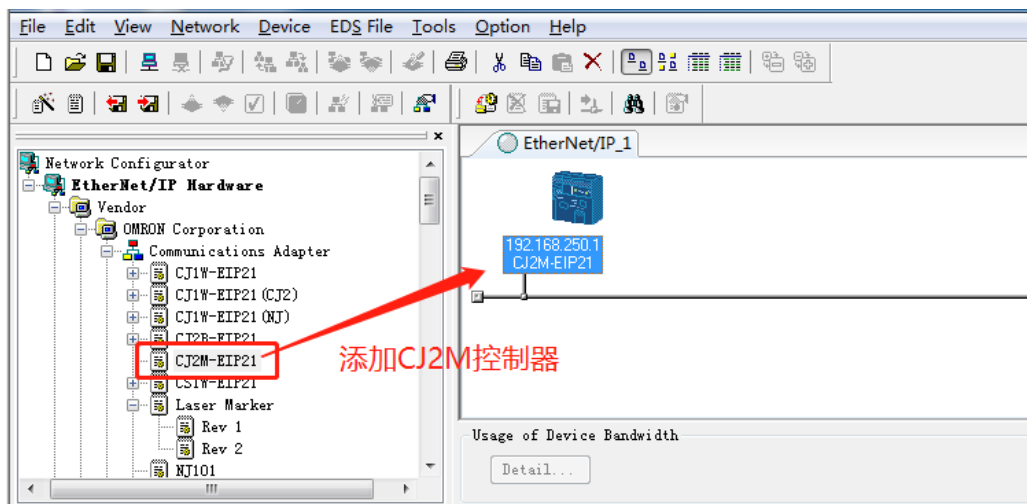 File Edit View Network Device EDS File Tools Option Help
Network Configurator
EtherNet/IP Hardware
Vendor
OMRON Corporation
Communications Adapter
CJ1W-EIP21
CJ1W-EIP21(CJ2)
CJ1W-EIP21(NJ)
CJ2B-EIP21
CJ2M-EIP21
CS1W-EIP21
Laser Marker
Rev 1
Rev 2
NJ101
EtherNet/IP_1
192.168.250.1
CJ2M-EIP21
添加CJ2M控制器
Usage of Device Bandwidth
Detail...